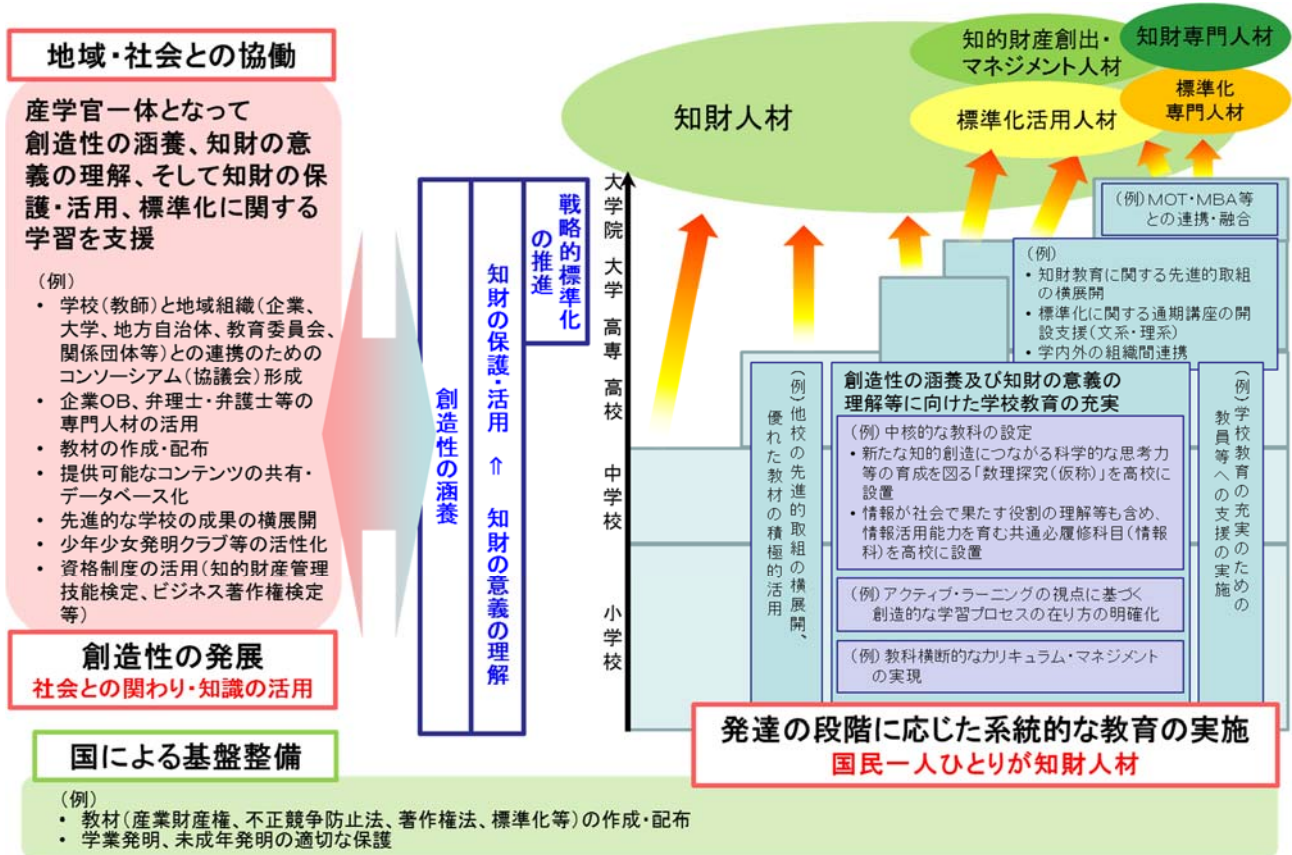 地域・社会との協働
産学官一体となって
創造性の涵養、知財の意
義の理解、そして知財の保
護・活用、標準化に関する
学習を支援
（例）
• 学校（教師）と地域組織（企業、
大学、地方自治体、教育委員会、
関係団体等）との連携のための
コンソーシアム（協議会）形成
• 企業OB、弁理士・弁護士等の
専門人材の活用
• 教材の作成・配布
• 提供可能なコンテンツの共有・
データベース化
• 先進的な学校の成果の横展開
• 少年少女発明クラブ等の活性化
• 資格制度の活用（知的財産管理
技能検定、ビジネス著作権検定
等）
創造性の発展
社会との関わり・知識の活用
創造性の涵養
知財の保護・活用
⇑
知財の意義の理解
戦略的標準化
の推進
大学院
大学
高専
高校
中学校
小学校
知財人材
知的財産創出・
マネジメント人材
知財専門人材
標準化活用人材
標準化
専門人材
（例）MOT・MBA等
との連携・融合
（例）
• 知財教育に関する先進的取組
の横展開
• 標準化に関する通期講座の開
設支援（文系・理系）
• 学内外の組織間連携
（例）他校の先進的取組の横展開、
優れた教材の積極的活用
創造性の涵養及び知財の意義の
理解等に向けた学校教育の充実
（例）中核的な教科の設定
• 新たな知的創造につながる科学的な思考力
等の育成を図る「数理探究（仮称）」を高校に
設置
• 情報が社会で果たす役割の理解等も含め、
情報活用能力を育む共通必履修科目（情報
科）を高校に設置
（例）アクティブ・ラーニングの視点に基づく
創造的な学習プロセスの在り方の明確化
（例）教科横断的なカリキュラム・マネジメント
の実現
（例）学校教育の充実のための
教員等への支援の実施
発達の段階に応じた系統的な教育の実施
国民一人ひとりが知財人材
国による基盤整備
（例）
• 教材（産業財産権、不正競争防止法、著作権法、標準化等）の作成・配布
• 学業発明、未成年発明の適切な保護